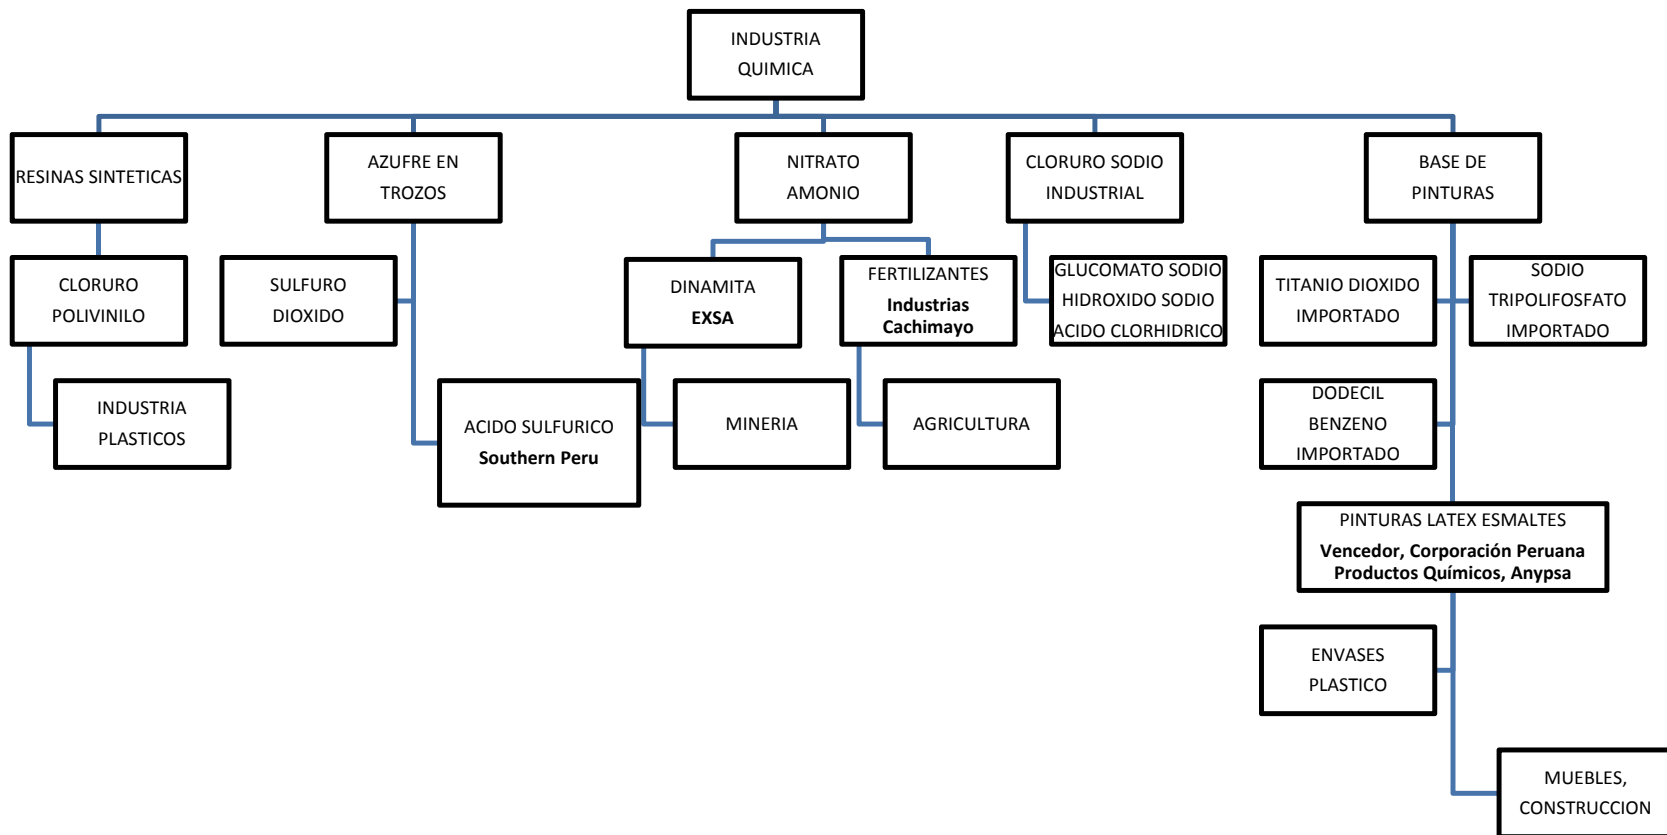 INDUSTRIA
QUIMICA
RESINAS SINTETICAS
AZUFRE EN
TROZOS
NITRATO
AMONIO
CLORURO SODIO
INDUSTRIAL
BASE DE
PINTURAS
CLORURO
POLIVINILO
SULFURO
DIOXIDO
DINAMITA
EXSA
FERTILIZANTES
Industrias
Cachimayo
GLUCOMATO SODIO
HIDROXIDO SODIO
ACIDO CLORHIDRICO
TITANIO DIOXIDO
IMPORTADO
SODIO
TRIPOLIFOSFATO
IMPORTADO
INDUSTRIA
PLASTICOS
ACIDO SULFURICO
Southern Peru
MINERIA
AGRICULTURA
DODECIL
BENZENO
IMPORTADO
PINTURAS LATEX ESMALTES
Vencedor, Corporación Peruana
Productos Químicos, Anypsa
ENVASES
PLASTICO
MUEBLES,
CONSTRUCCION